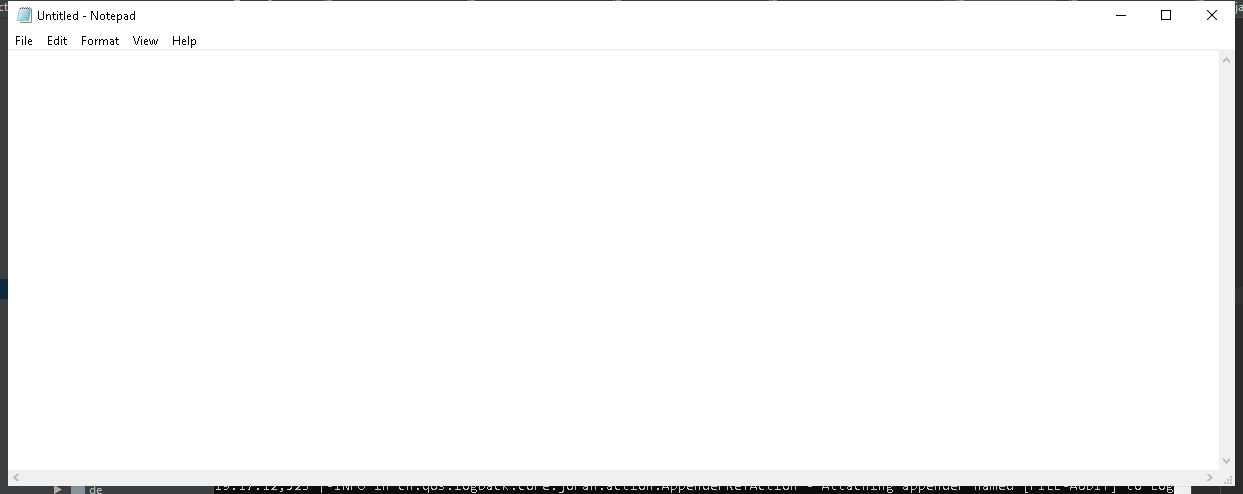 Untitled - Notepad
File Edit Format View Help
de
19:17:12,325 |-INFO in ch.qos.logback.core.joran.action.AppenderRefAction - Attaching appender named [FILE-AUDIT] to Log